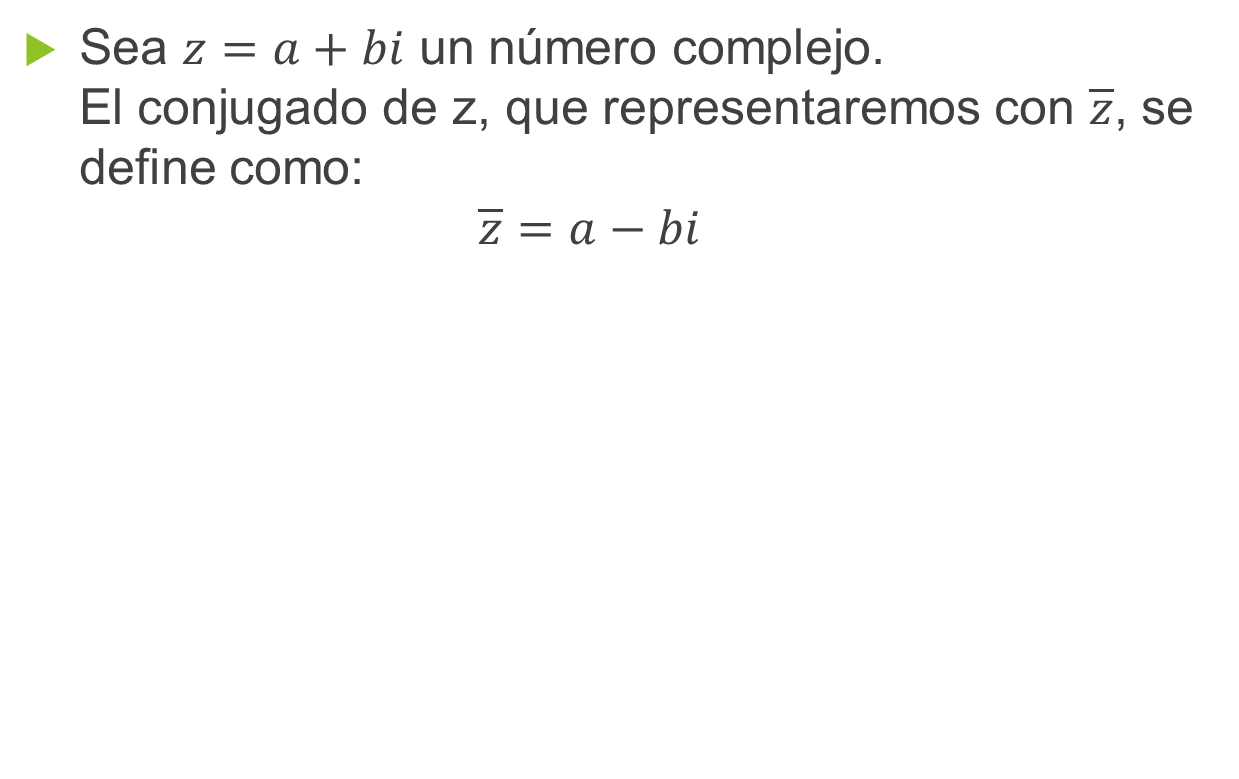 Sea 𝑧 = 𝑎 + 𝑏𝑖 un número complejo.
El conjugado de z, que representaremos con z̅, se
define como:
z̅ = 𝑎 − 𝑏𝑖